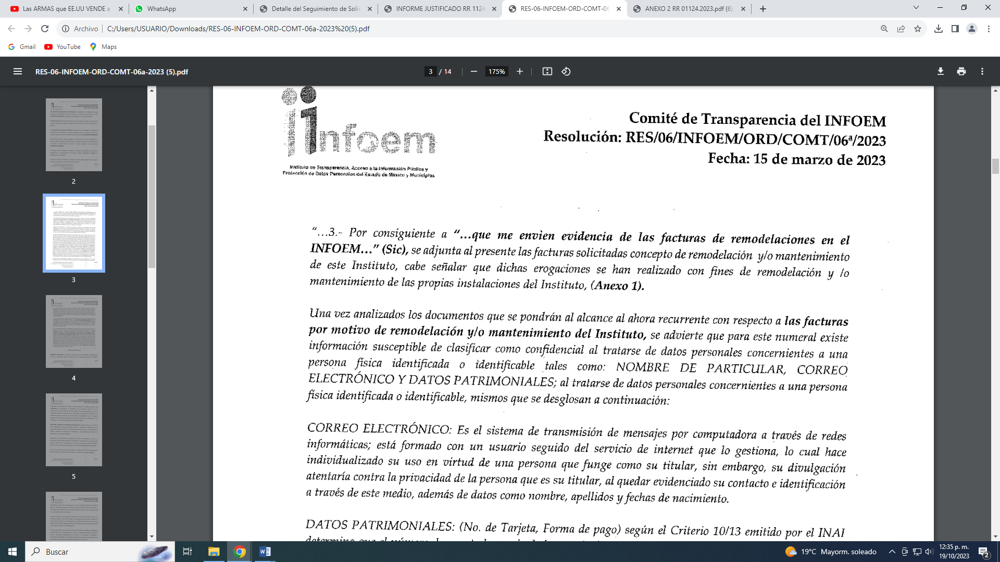 Las ARMAS que EE.UU VENDE a
WhatsApp
Detalle del Seguimiento de Solic
INFORME JUSTIFICADO RR 1124
RES-06-INFOEM-ORD-COMT-06
ANEXO 2 RR 01124.2023.pdf (6)
Archivo
C:/Users/USUARIO/Downloads/RES-06-INFOEM-ORD-COMT-06a-2023%20(5).pdf
Gmail
YouTube
Maps
RES-06-INFOEM-ORD-COMT-06a-2023 (5).pdf
3 / 14
175%
2
3
4
5
infoem
Instituto de Transparencia, Acceso a la Información Pública y
Protección de Datos Personales del Estado de México y Municipios
Comité de Transparencia del INFOEM
Resolución: RES/06/INFOEM/ORD/COMT/06ª/2023
Fecha: 15 de marzo de 2023
“…3.- Por consiguiente a “…que me envíen evidencia de las facturas de remodelaciones en el
INFOEM…” (Sic), se adjunta al presente las facturas solicitadas concepto de remodelación y/o mantenimiento
de este Instituto, cabe señalar que dichas erogaciones se han realizado con fines de remodelación y /o
mantenimiento de las propias instalaciones del Instituto, (Anexo 1).
Una vez analizados los documentos que se pondrán al alcance al ahora recurrente con respecto a las facturas
por motivo de remodelación y/o mantenimiento del Instituto, se advierte que para este numeral existe
información susceptible de clasificar como confidencial al tratarse de datos personales concernientes a una
persona física identificada o identificable tales como: NOMBRE DE PARTICULAR, CORREO
ELECTRÓNICO Y DATOS PATRIMONIALES; al tratarse de datos personales concernientes a una persona
física identificada o identificable, mismos que se desglosan a continuación:
CORREO ELECTRÓNICO: Es el sistema de transmisión de mensajes por computadora a través de redes
informáticas; está formado con un usuario seguido del servicio de internet que lo gestiona, lo cual hace
individualizado su uso en virtud de una persona que funge como su titular, sin embargo, su divulgación
atentaría contra la privacidad de la persona que es su titular, al quedar evidenciado su contacto e identificación
a través de este medio, además de datos como nombre, apellidos y fechas de nacimiento.
DATOS PATRIMONIALES: (No. de Tarjeta, Forma de pago) según el Criterio 10/13 emitido por el INAI
determina que el número
Buscar
19°C Mayorm. soleado
12:35 p. m.
19/10/2023
2